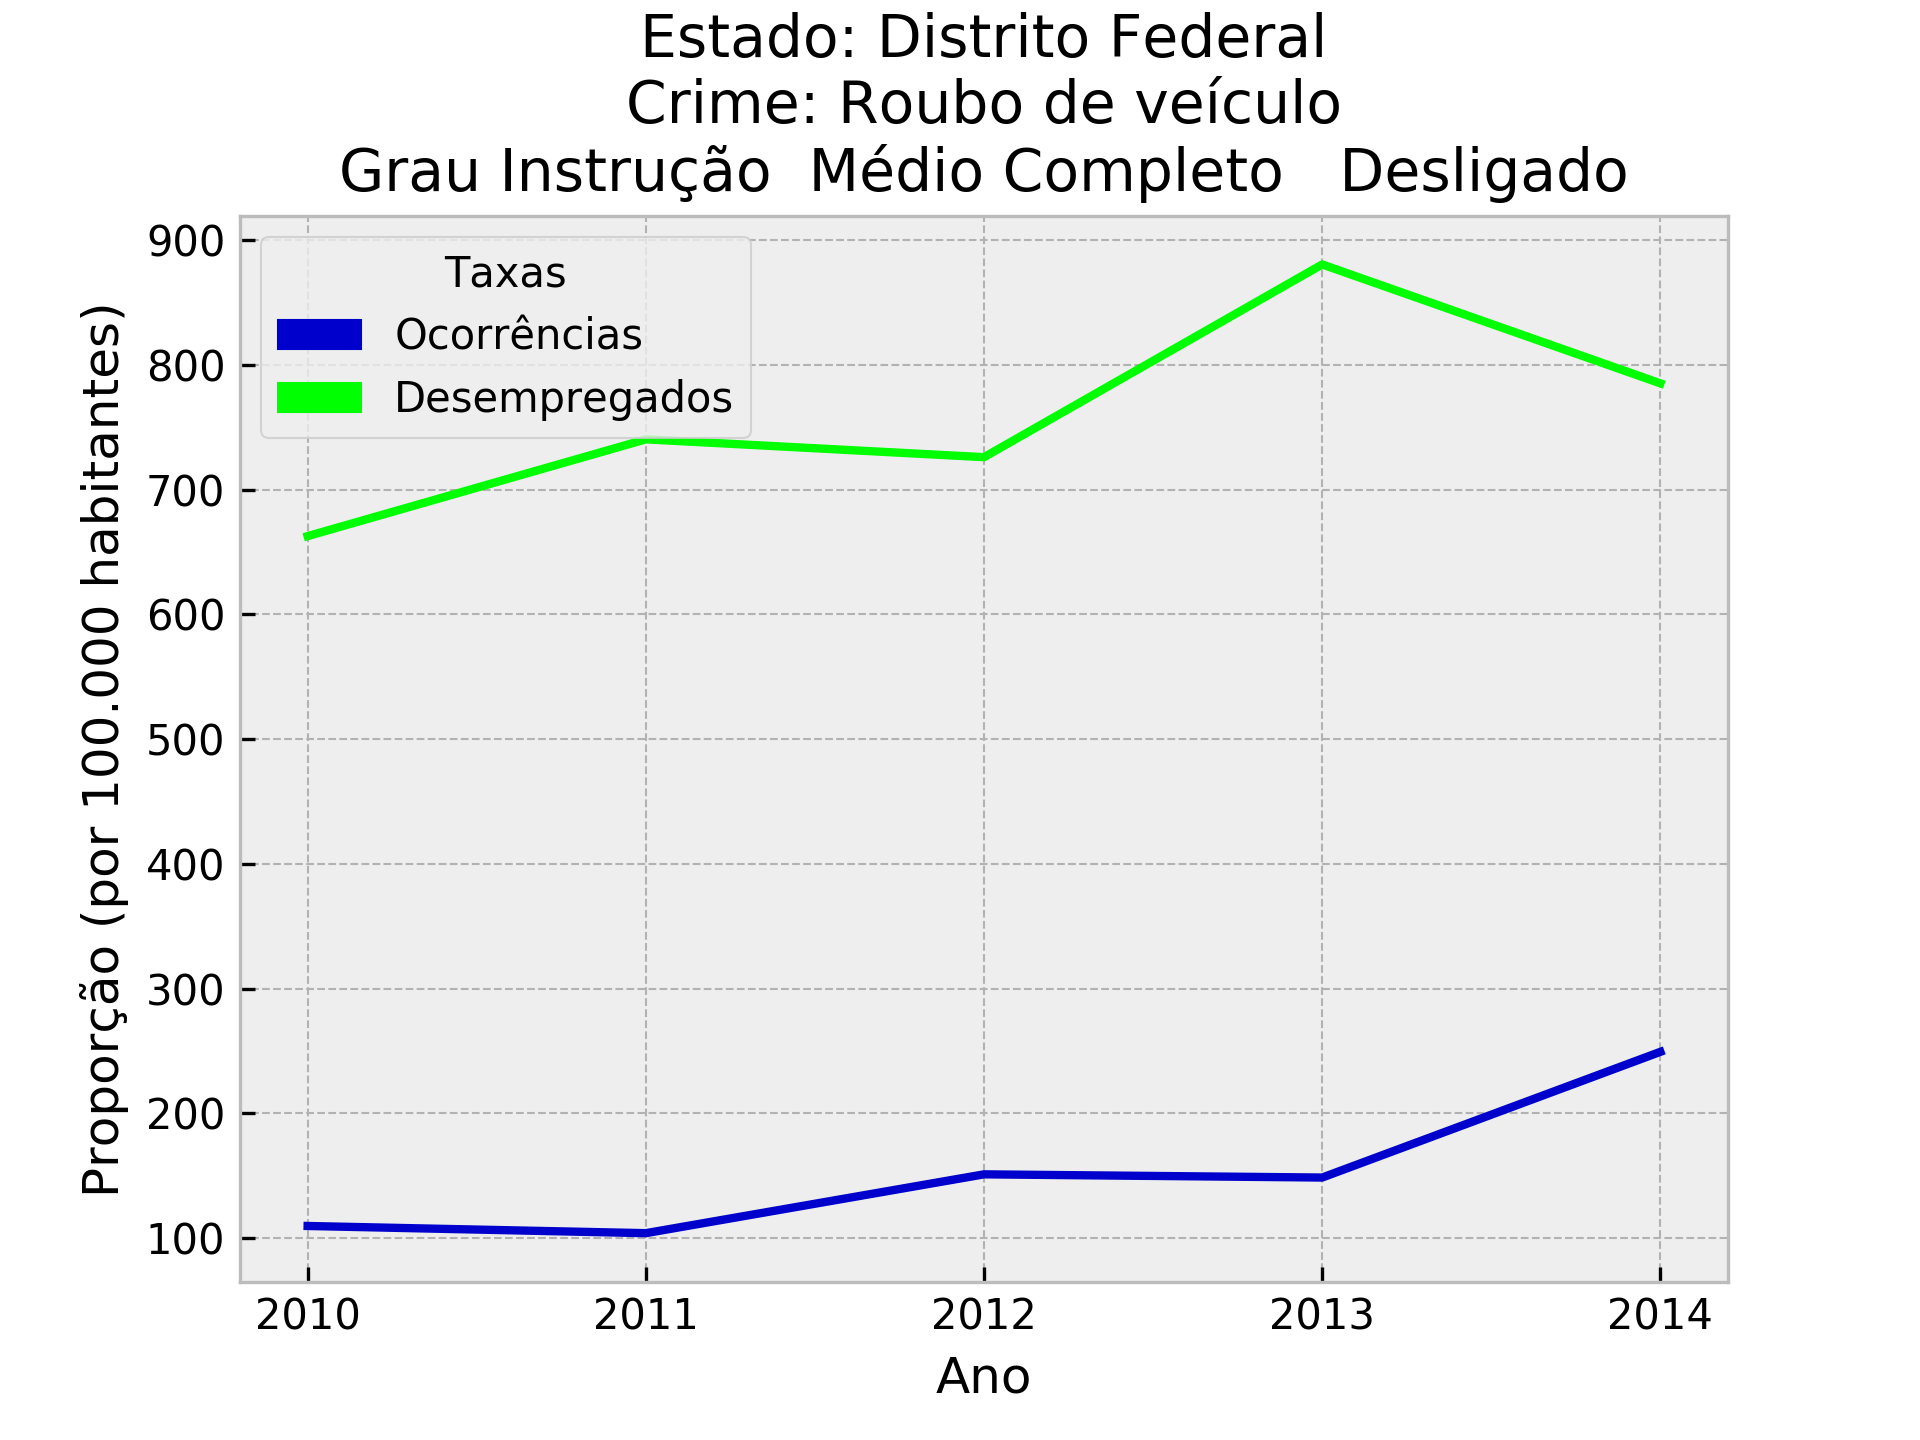 Estado: Distrito Federal
Crime: Roubo de veículo
Grau Instrução  Médio Completo   Desligado
Proporção (por 100.000 habitantes)
900
800
700
600
500
400
300
200
100
Taxas
Ocorrências
Desempregados
2010 2011 2012 2013 2014
Ano